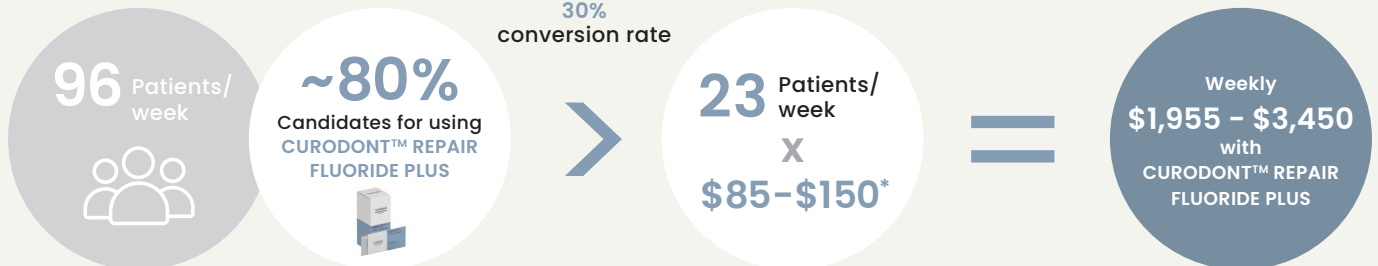 96 Patients/
week
~80%
Candidates for using
CURODONT™ REPAIR
FLUORIDE PLUS
30%
conversion rate
23 Patients/
week
x
$85-$150*
=
Weekly
$1,955 - $3,450
with
CURODONT™ REPAIR
FLUORIDE PLUS